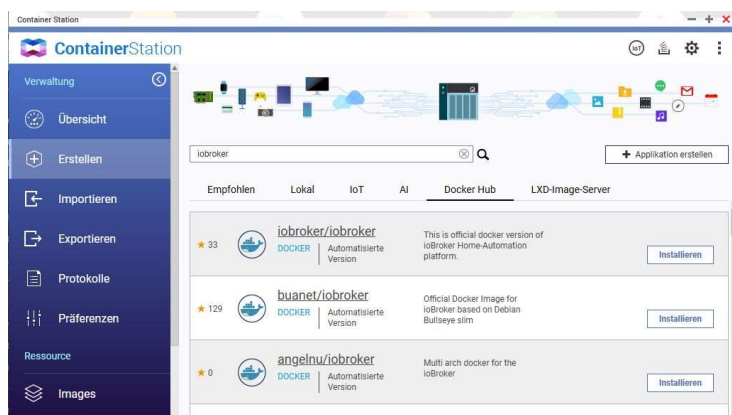 Container Station
ContainerStation
IoT
Verwaltung
Übersicht
Erstellen
Importieren
Exportieren
Protokolle
Präferenzen
Ressource
Images
iobroker
Applikation erstellen
Empfohlen Lokal IoT AI Docker Hub LXD-Image-Server
33
iobroker/iobroker
DOCKER Automatisierte
Version
This is official docker version of
ioBroker Home-Automation
platform.
Installieren
129
buanet/iobroker
DOCKER Automatisierte
Version
Official Docker Image for
ioBroker based on Debian
Bullseye slim
Installieren
0
angelnu/iobroker
DOCKER Automatisierte
Version
Multi arch docker for the
ioBroker
Installieren